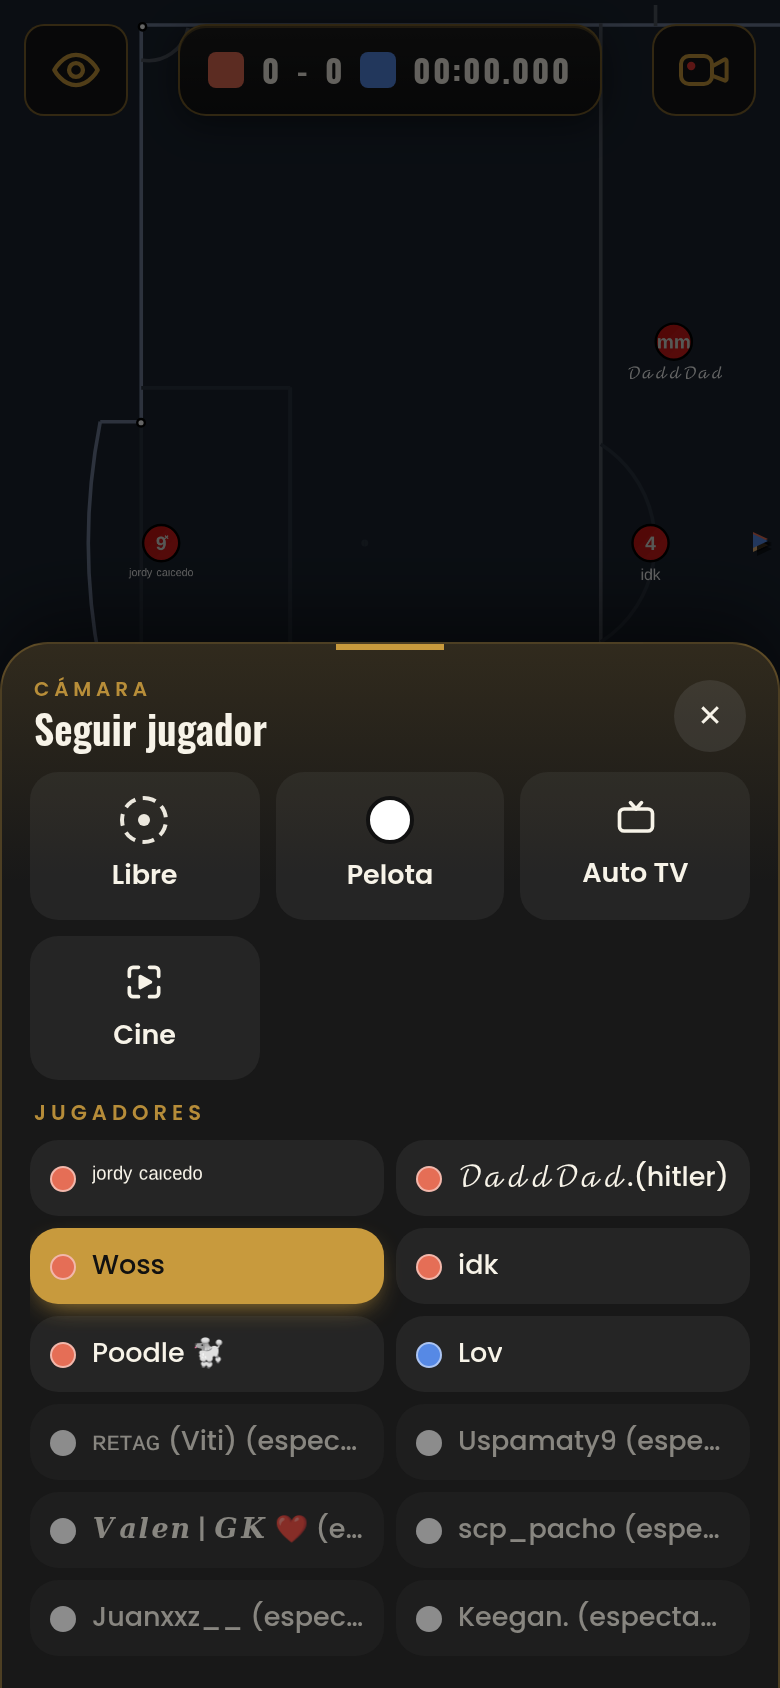 0 - 0 00:00.000
mm
𝓓𝓪𝓭𝓭𝓓𝓪𝓭
9
jordy caıcedo
4
idk
CÁMARA
Seguir jugador
Libre
Pelota
Auto TV
Cine
JUGADORES
jordy caıcedo
𝓓𝓪𝓭𝓭𝓓𝓪𝓭.(hitler)
Woss
idk
Poodle 🐩
Lov
ʀᴇᴛᴀɢ (Viti) (espec...
Uspamaty9 (espe...
𝑽𝒂𝒍𝒆𝒏 | 𝑮𝑲 ❤️ (e...
scp_pacho (espe...
Juanxxz__ (espec...
Keegan. (especta...